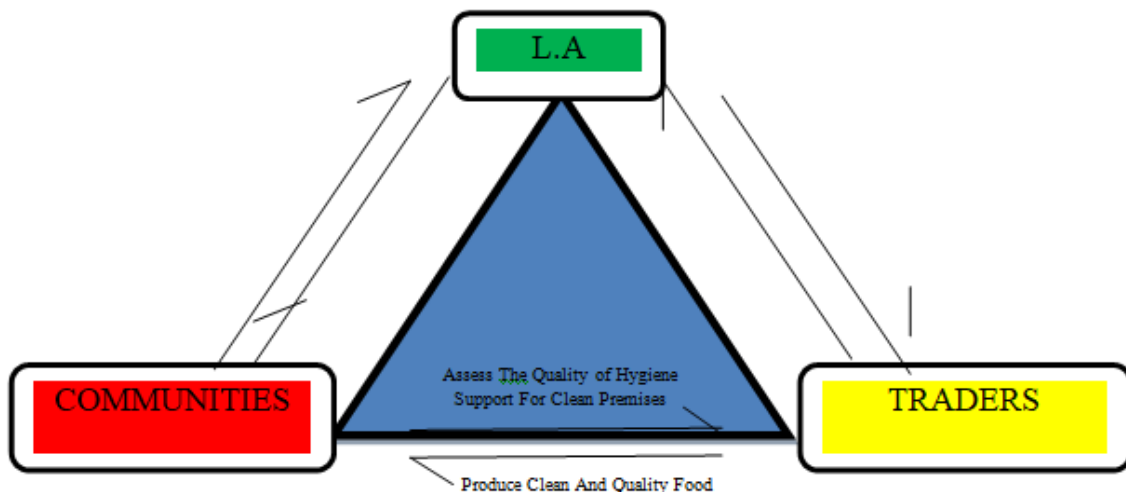 L.A
Assess The Quality of Hygiene
Support For Clean Premises
COMMUNITIES
TRADERS
Produce Clean And Quality Food